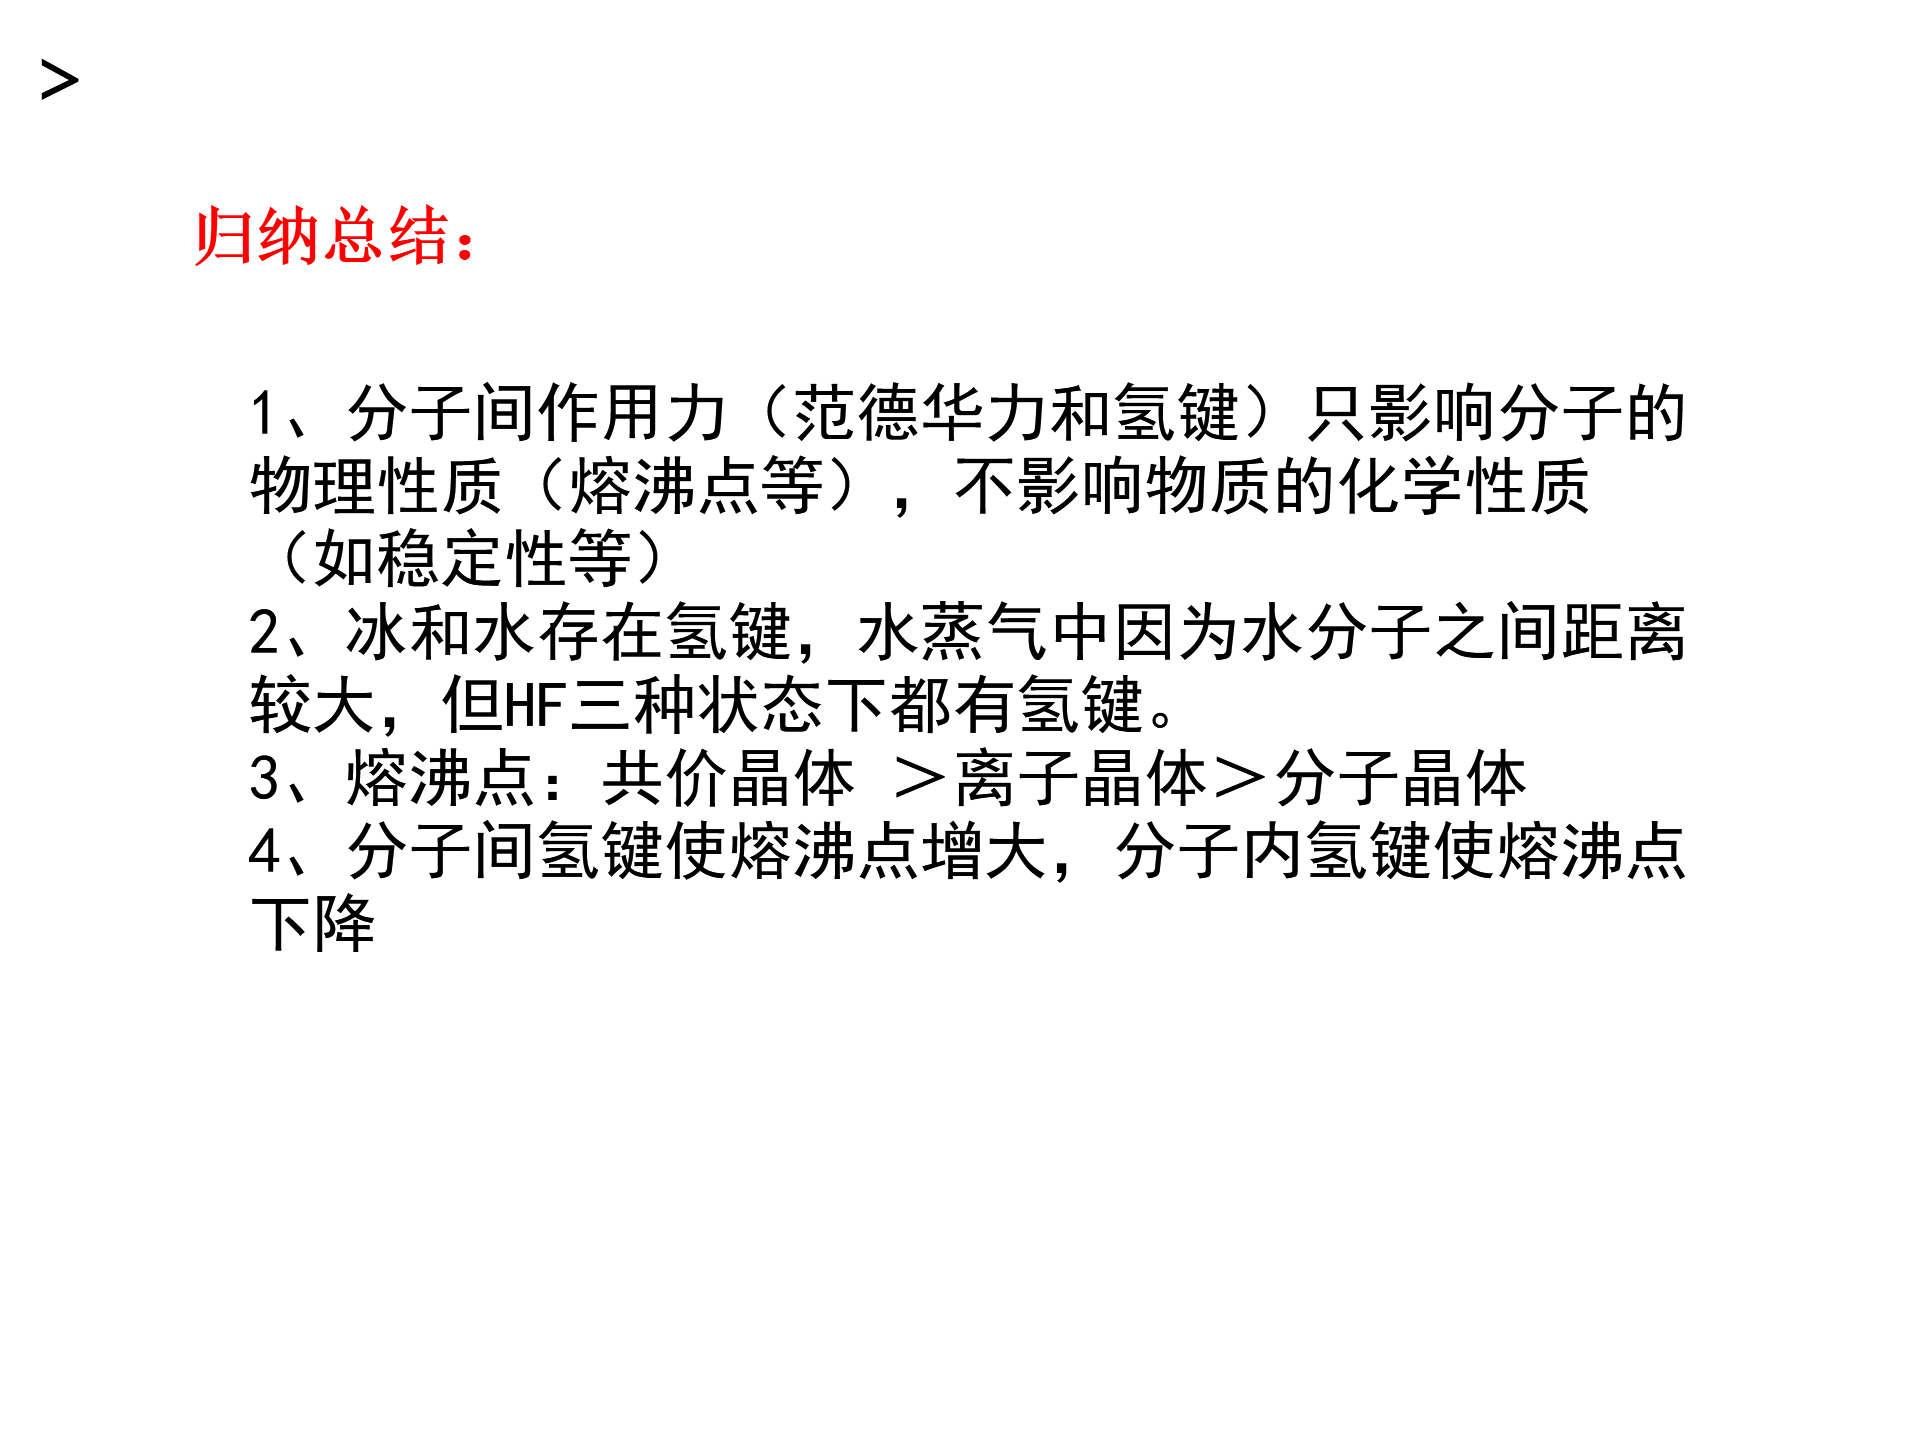 >
归纳总结：
1、分子间作用力（范德华力和氢键）只影响分子的
物理性质（熔沸点等），不影响物质的化学性质
（如稳定性等）
2、冰和水存在氢键，水蒸气中因为水分子之间距离
较大，但HF三种状态下都有氢键。
3、熔沸点：共价晶体 ＞离子晶体＞分子晶体
4、分子间氢键使熔沸点增大，分子内氢键使熔沸点
下降